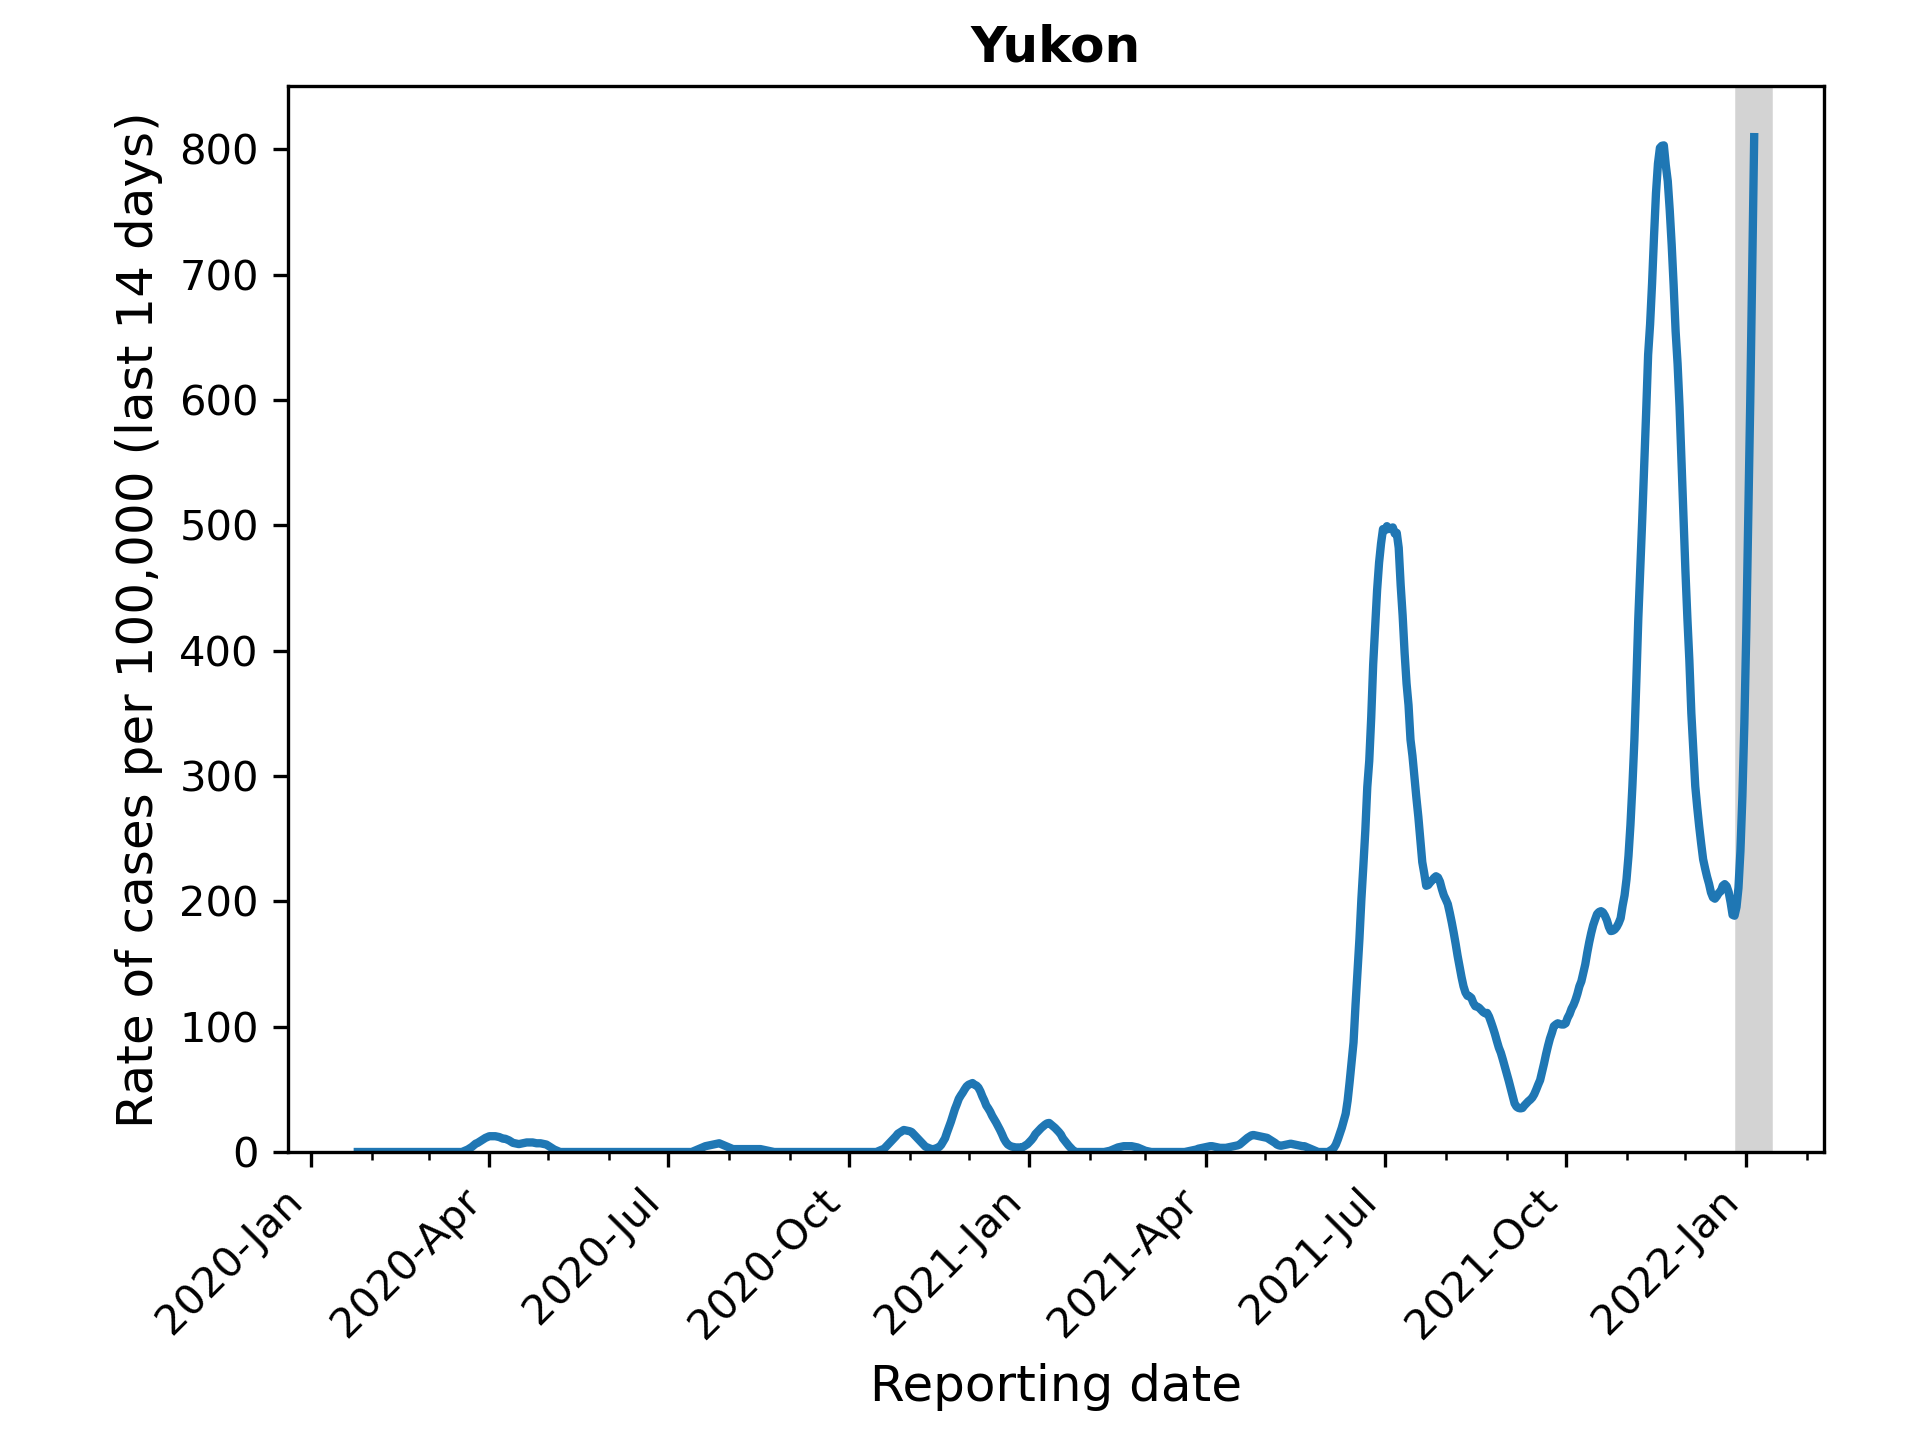 Yukon
Rate of cases per 100,000 (last 14 days)
800
700
600
500
400
300
200
100
0
2020-Jan
2020-Apr
2020-Jul
2020-Oct
2021-Jan
2021-Apr
2021-Jul
2021-Oct
2022-Jan
Reporting date